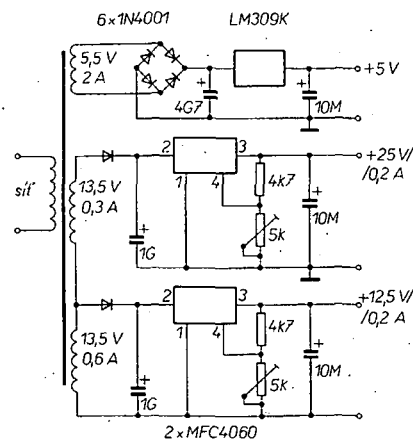 6 x 1N4001 LM309K
5,5 V
2 A
+
4G7
+
10M
+5 V
síť
13,5 V
0,3 A
2 3
1 4
+
1G
4k7
5k
+
10M
+25 V/
/0,2 A
13,5 V
0,6 A
2 3
1 4
+
1G
4k7
5k
+
10M
+12,5 V/
/0,2 A
2 x MFC4060